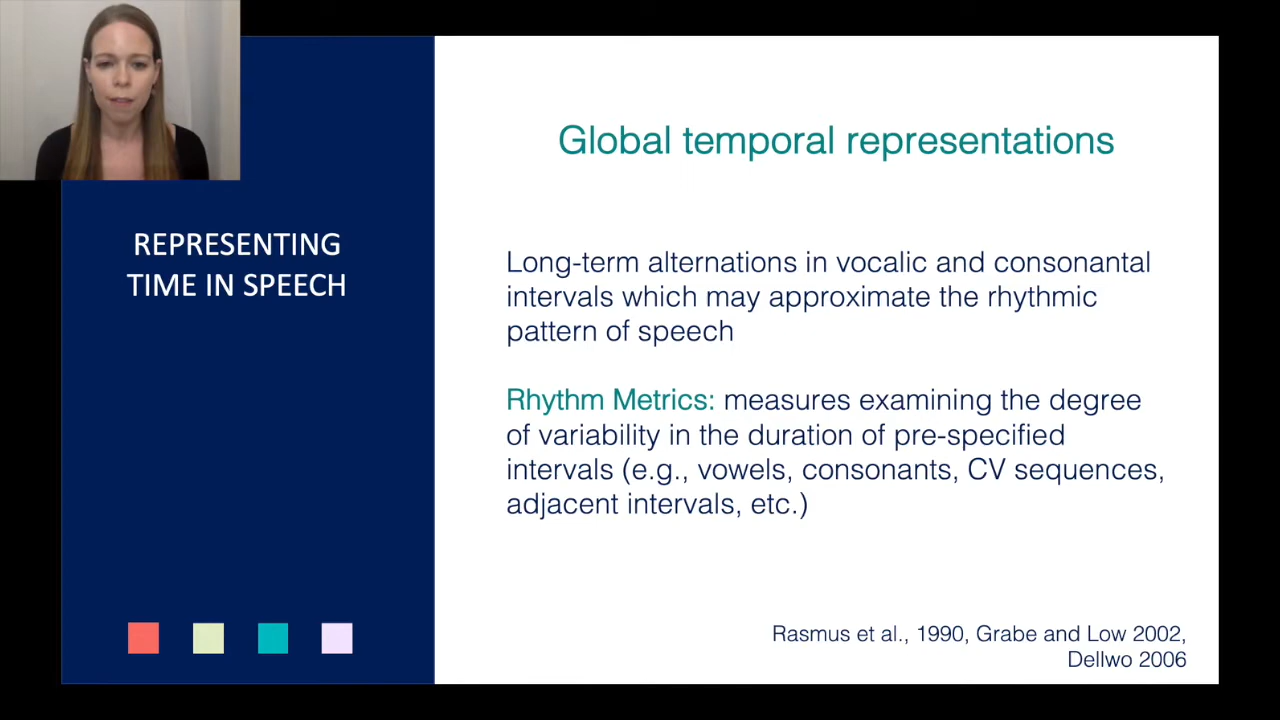 REPRESENTING
TIME IN SPEECH
Global temporal representations
Long-term alternations in vocalic and consonantal
intervals which may approximate the rhythmic
pattern of speech
Rhythm Metrics: measures examining the degree
of variability in the duration of pre-specified
intervals (e.g., vowels, consonants, CV sequences,
adjacent intervals, etc.)
Rasmus et al., 1990, Grabe and Low 2002,
Dellwo 2006